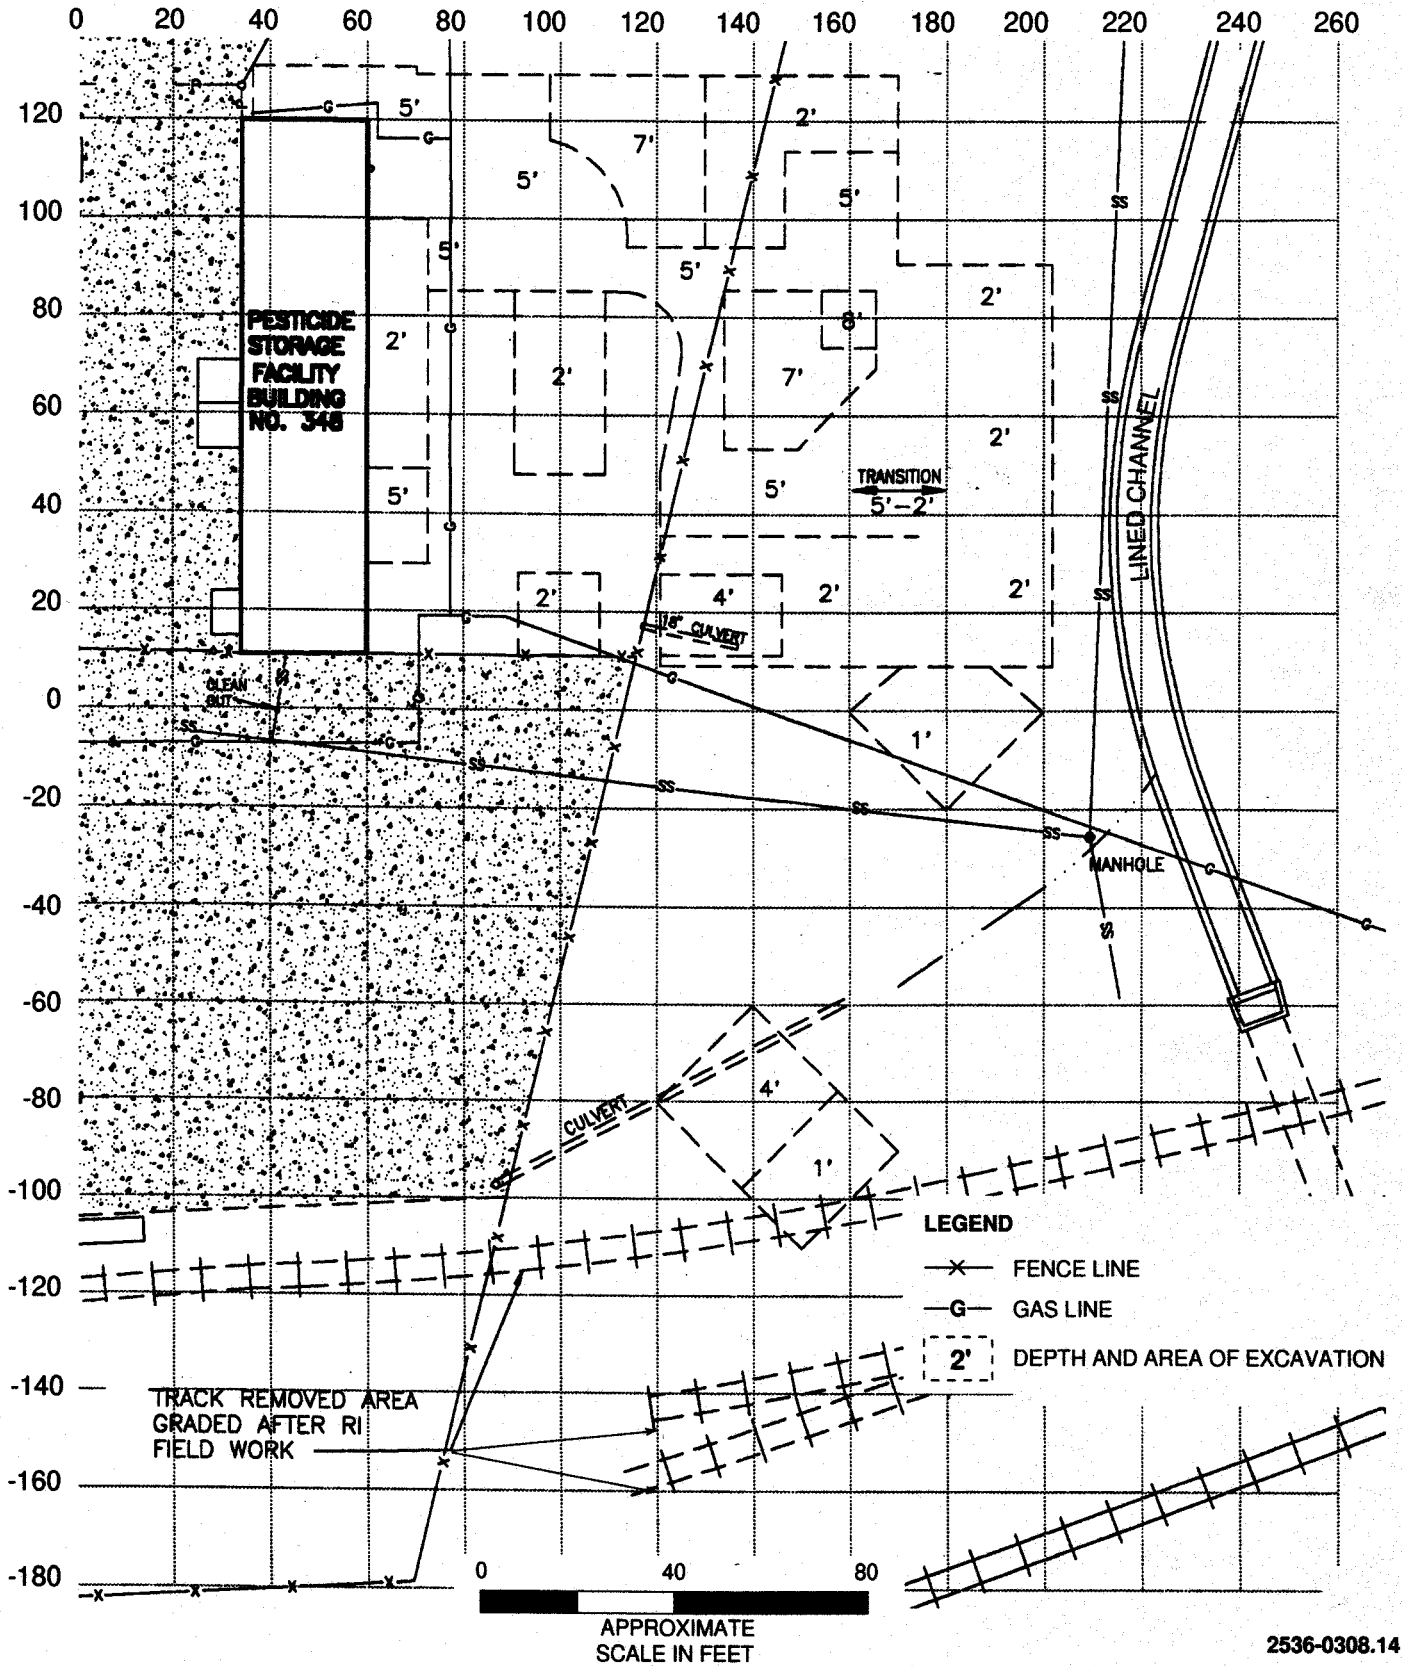 0 20 40 60 80 100 120 140 160 180 200 220 240 260
120
100
80
60
40
20
0
-20
-40
-60
-80
-100
-120
-140
-160
-180
P
G
5'
G
7'
2'
5'
5'
5'
5'
SS
2'
8'
PESTICIDE
STORAGE
FACILITY
BUILDING
NO. 348
G
2'
2'
7'
SS
LINED CHANNEL
2'
5'
5'
TRANSITION
5'-2'
G
2'
4'
2'
2'
SS
G
18" CULVERT
SS
CLEAN
OUT
G
G
SS
G
G
1'
SS
SS
SS
SS
MANHOLE
G
SS
G
4'
CULVERT
1'
LEGEND
X FENCE LINE
G GAS LINE
2' DEPTH AND AREA OF EXCAVATION
TRACK REMOVED AREA
GRADED AFTER RI
FIELD WORK
0 40 80
APPROXIMATE
SCALE IN FEET
2536-0308.14